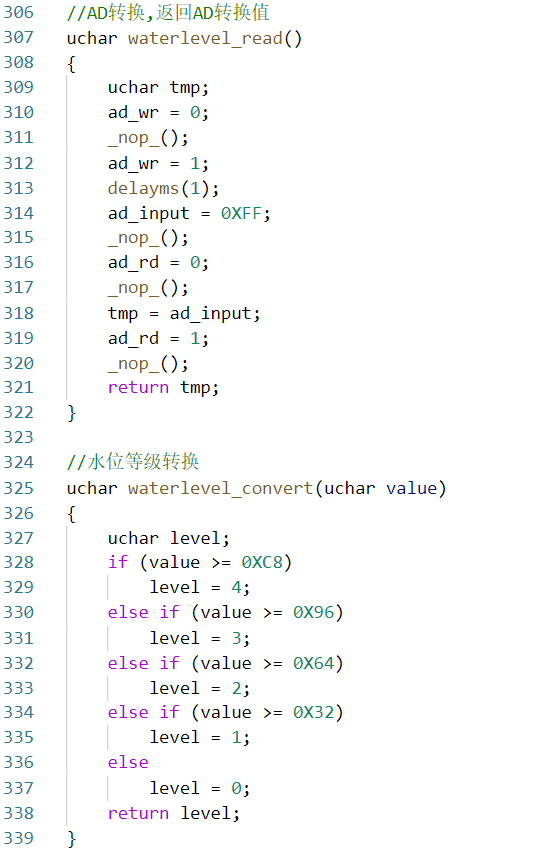 306 //AD转换,返回AD转换值
307 uchar waterlevel_read()
308 {
309 uchar tmp;
310 ad_wr = 0;
311 _nop_();
312 ad_wr = 1;
313 delayms(1);
314 ad_input = 0XFF;
315 _nop_();
316 ad_rd = 0;
317 _nop_();
318 tmp = ad_input;
319 ad_rd = 1;
320 _nop_();
321 return tmp;
322 }
323
324 //水位等级转换
325 uchar waterlevel_convert(uchar value)
326 {
327 uchar level;
328 if (value >= 0XC8)
329 level = 4;
330 else if (value >= 0X96)
331 level = 3;
332 else if (value >= 0X64)
333 level = 2;
334 else if (value >= 0X32)
335 level = 1;
336 else
337 level = 0;
338 return level;
339 }